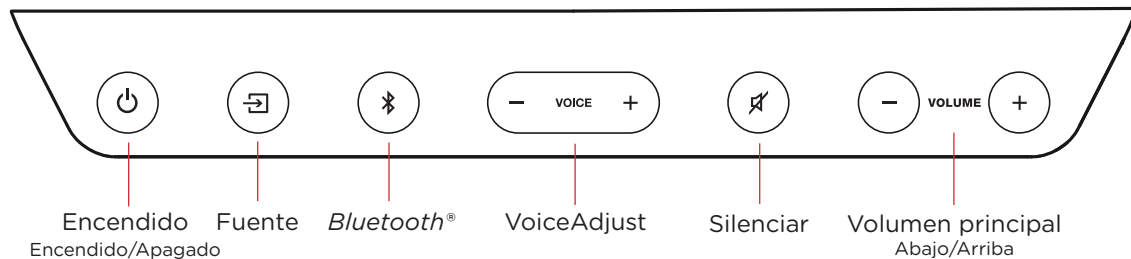 − VOICE +
− VOLUME +
Encendido
Encendido/Apagado
Fuente
Bluetooth®
VoiceAdjust
Silenciar
Volumen principal
Abajo/Arriba